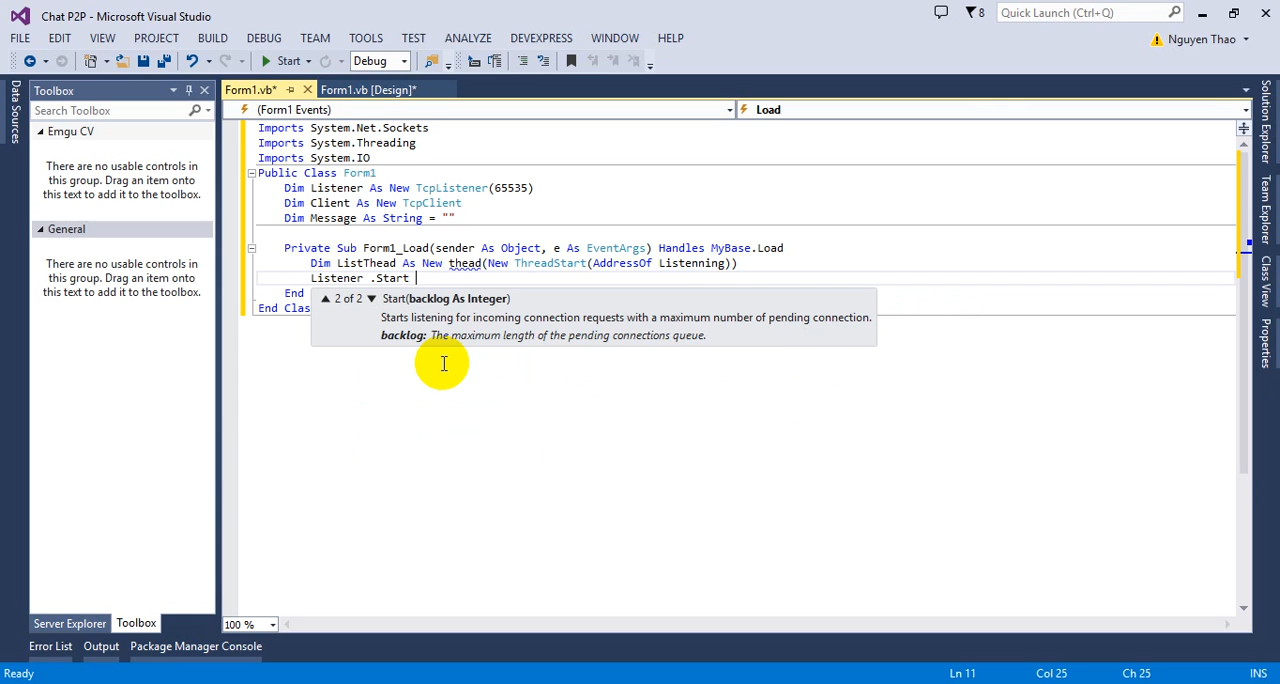 Chat P2P - Microsoft Visual Studio
8
Quick Launch (Ctrl+Q)
FILE EDIT VIEW PROJECT BUILD DEBUG TEAM TOOLS TEST ANALYZE DEVEXPRESS WINDOW HELP
Nguyen Thao
Start Debug
Data Sources
Toolbox
Search Toolbox
Emgu CV
There are no usable controls in
this group. Drag an item onto
this text to add it to the toolbox.
General
There are no usable controls in
this group. Drag an item onto
this text to add it to the toolbox.
Server Explorer Toolbox
Form1.vb* Form1.vb [Design]*
(Form1 Events) Load
Imports System.Net.Sockets
Imports System.Threading
Imports System.IO
Public Class Form1
Dim Listener As New TcpListener(65535)
Dim Client As New TcpClient
Dim Message As String = ""
Private Sub Form1_Load(sender As Object, e As EventArgs) Handles MyBase.Load
Dim ListThead As New thead(New ThreadStart(AddressOf Listenning))
Listener .Start
End
End Clas
2 of 2 Start(backlog As Integer)
Starts listening for incoming connection requests with a maximum number of pending connection.
backlog: The maximum length of the pending connections queue.
100 %
Solution Explorer
Team Explorer
Class View
Properties
Error List Output Package Manager Console
Ready Ln 11 Col 25 Ch 25 INS